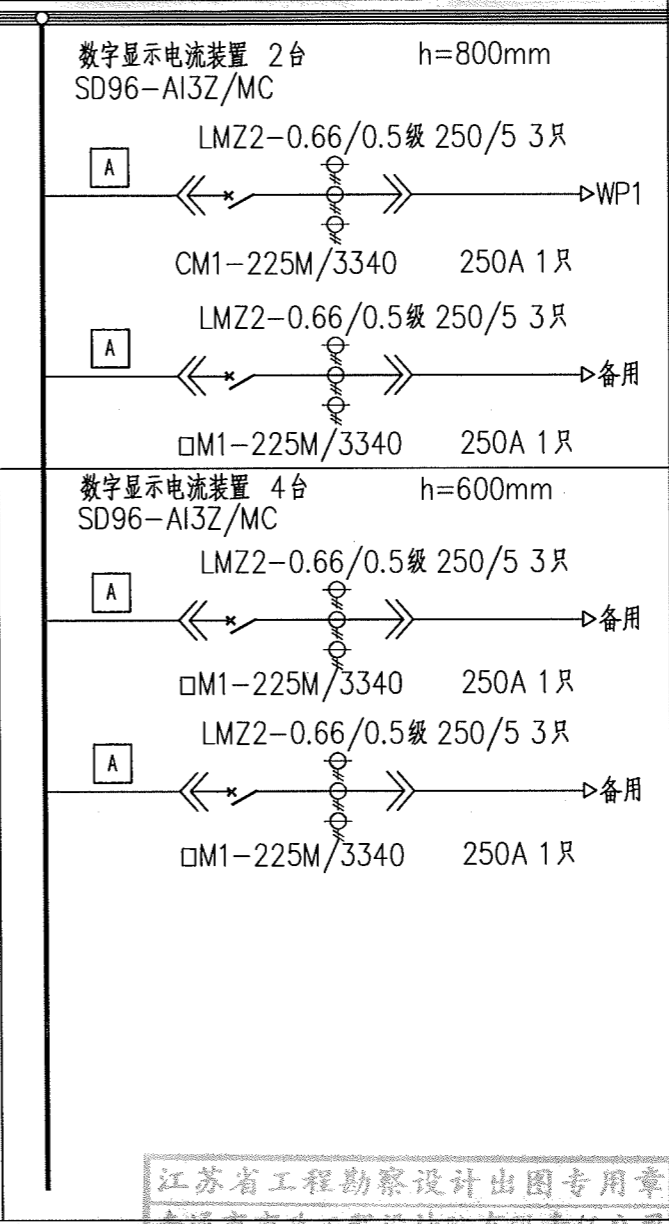 数字显示电流装置 2台 h=800mm
SD96-AI3Z/MC
LMZ2-0.66/0.5级 250/5 3只
A
WP1
CM1-225M/3340 250A 1只
LMZ2-0.66/0.5级 250/5 3只
A
备用
□M1-225M/3340 250A 1只
数字显示电流装置 4台 h=600mm
SD96-AI3Z/MC
LMZ2-0.66/0.5级 250/5 3只
A
备用
□M1-225M/3340 250A 1只
LMZ2-0.66/0.5级 250/5 3只
A
备用
□M1-225M/3340 250A 1只
江苏省工程勘察设计出图专用章